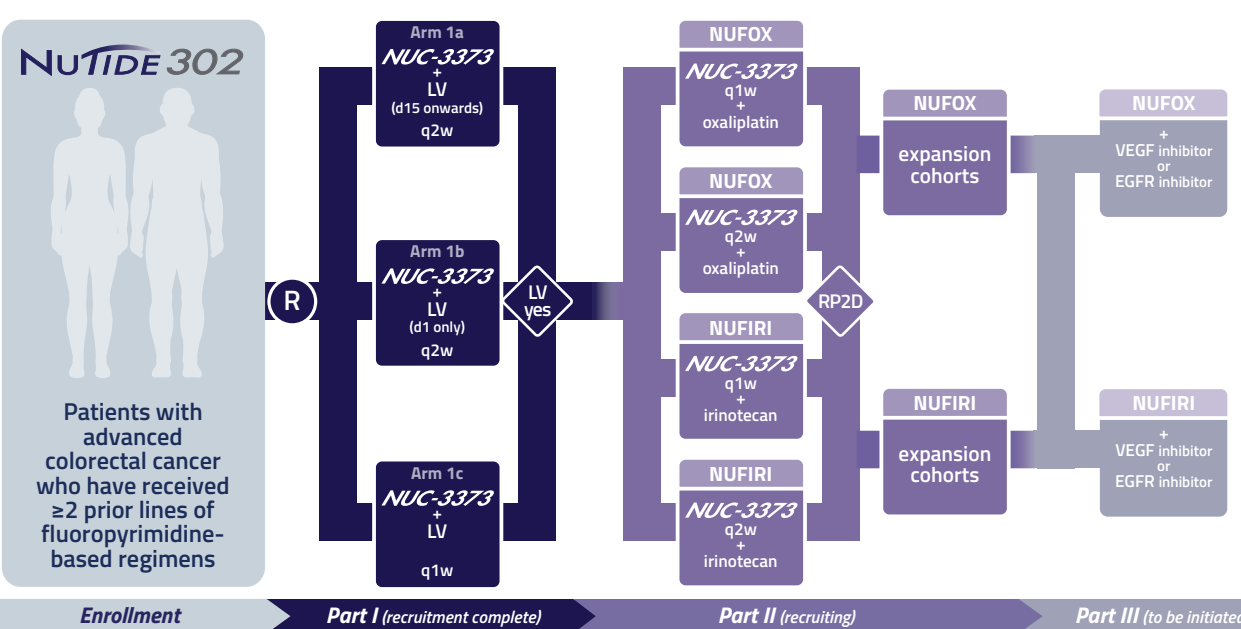 NuTide 302
Patients with
advanced
colorectal cancer
who have received
≥2 prior lines of
fluoropyrimidine-
based regimens
R
Arm 1a
NUC-3373
+
LV
(d15 onwards)
q2w
Arm 1b
NUC-3373
+
LV
(d1 only)
q2w
Arm 1c
NUC-3373
+
LV
q1w
LV
yes
NUFOX
NUC-3373
q1w
+
oxaliplatin
NUFOX
NUC-3373
q2w
+
oxaliplatin
NUFIRI
NUC-3373
q1w
+
irinotecan
NUFIRI
NUC-3373
q2w
+
irinotecan
RP2D
NUFOX
expansion
cohorts
NUFIRI
expansion
cohorts
NUFOX
+
VEGF inhibitor
or
EGFR inhibitor
NUFIRI
+
VEGF inhibitor
or
EGFR inhibitor
Enrollment
Part I (recruitment complete)
Part II (recruiting)
Part III (to be initiated